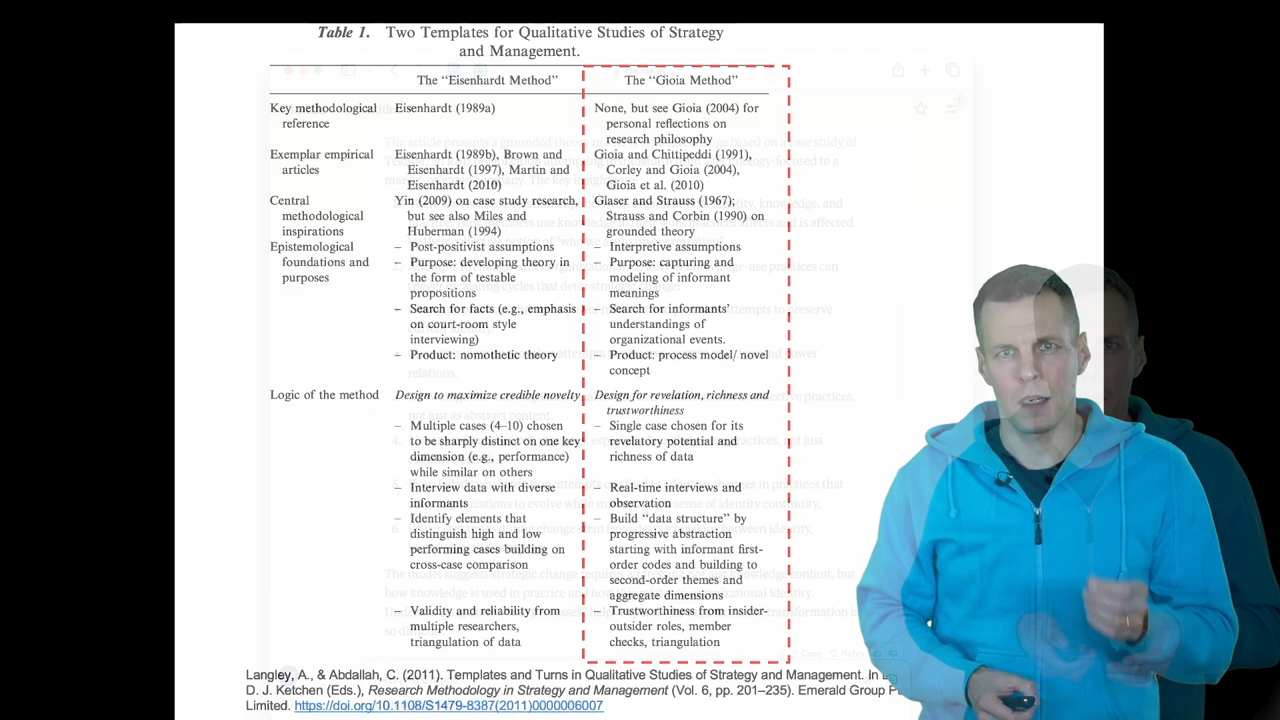 Table 1. Two Templates for Qualitative Studies of Strategy
and Management.
The "Eisenhardt Method"
The "Gioia Method"
Key methodological
reference
Eisenhardt (1989a)
None, but see Gioia (2004) for
personal reflections on
research philosophy
Exemplar empirical
articles
Eisenhardt (1989b), Brown and
Eisenhardt (1997), Martin and
Eisenhardt (2010)
Gioia and Chittipeddi (1991),
Corley and Gioia (2004),
Gioia et al. (2010)
Central
methodological
inspirations
Yin (2009) on case study research,
but see also Miles and
Huberman (1994)
Glaser and Strauss (1967);
Strauss and Corbin (1990) on
grounded theory
Epistemological
foundations and
purposes
– Post-positivist assumptions
– Purpose: developing theory in
the form of testable
propositions
– Search for facts (e.g., emphasis
on court-room style
interviewing)
– Product: nomothetic theory
– Interpretive assumptions
– Purpose: capturing and
modeling of informant
meanings
– Search for informants'
understandings of
organizational events.
– Product: process model/ novel
concept
Logic of the method
Design to maximize credible novelty
– Multiple cases (4–10) chosen
to be sharply distinct on one key
dimension (e.g., performance)
while similar on others
– Interview data with diverse
informants
– Identify elements that
distinguish high and low
performing cases building on
cross-case comparison
– Validity and reliability from
multiple researchers,
triangulation of data
Design for revelation, richness and
trustworthiness
– Single case chosen for its
revelatory potential and
richness of data
– Real-time interviews and
observation
– Build "data structure" by
progressive abstraction
starting with informant first-
order codes and building to
second-order themes and
aggregate dimensions
– Trustworthiness from insider-
outsider roles, member
checks, triangulation
Langley, A., & Abdallah, C. (2011). Templates and Turns in Qualitative Studies of Strategy and Management. In
D. J. Ketchen (Eds.), Research Methodology in Strategy and Management (Vol. 6, pp. 201–235). Emerald Group
Limited. https://doi.org/10.1108/S1479-8387(2011)0000006007